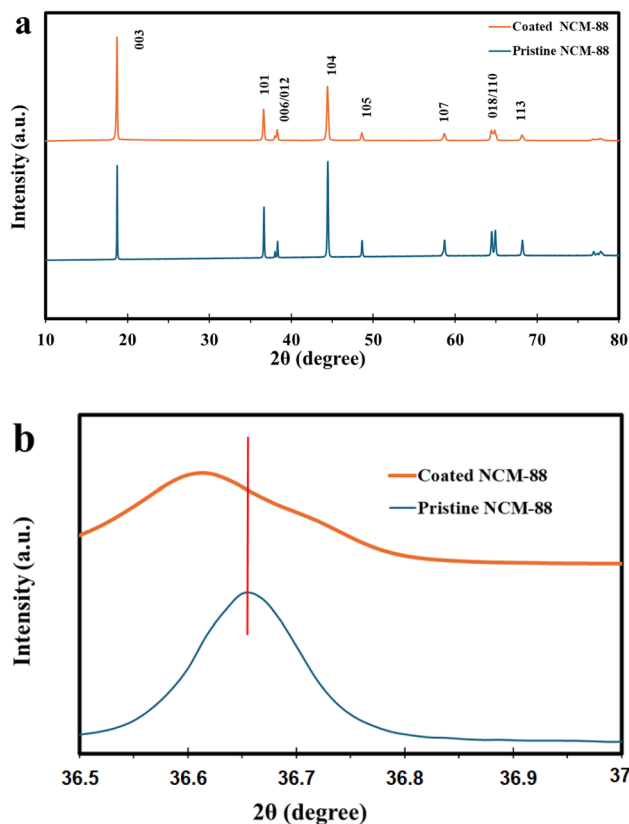 a
Coated NCM-88
Pristine NCM-88
003
101
006/012
104
105
107
018/110
113
Intensity (a.u.)
10 20 30 40 50 60 70 80
2θ (degree)
b
Coated NCM-88
Pristine NCM-88
Intensity (a.u.)
36.5 36.6 36.7 36.8 36.9 37
2θ (degree)